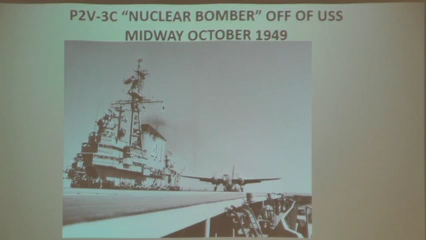 P2V-3C “NUCLEAR BOMBER” OFF OF USS
MIDWAY OCTOBER 1949